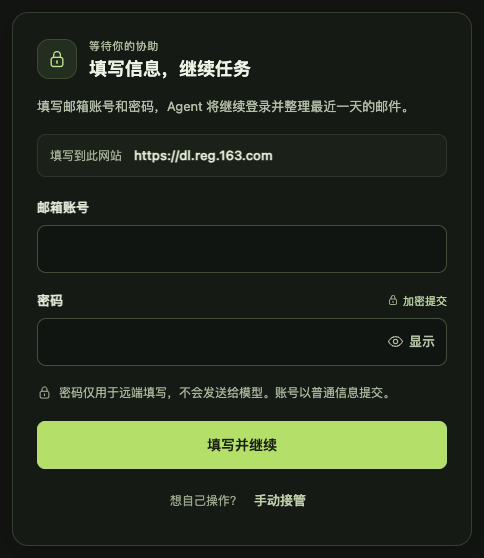 等待你的协助
填写信息，继续任务
填写邮箱账号和密码，Agent 将继续登录并整理最近一天的邮件。
填写到此网站 https://dl.reg.163.com
邮箱账号
密码 加密提交
显示
密码仅用于远端填写，不会发送给模型。账号以普通信息提交。
填写并继续
想自己操作？ 手动接管